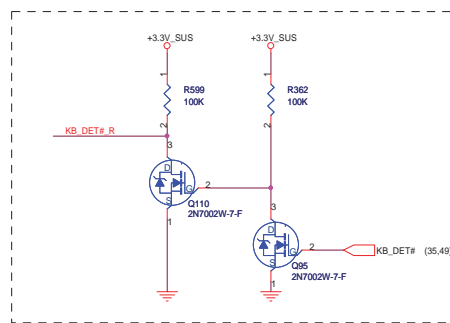 +3.3V_SUS
+3.3V_SUS
1
1
R599
100K
R362
100K
2
2
KB_DET#_R
3
D
G
S
2
Q110
2N7002W-7-F
1
3
D
G
S
2
KB_DET# (35,49)
Q95
2N7002W-7-F
1